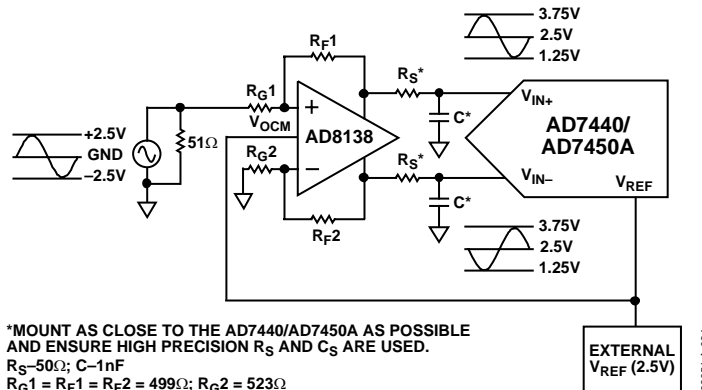 3.75V
2.5V
1.25V
RF1
RG1
RS*
VIN+
C*
VOCM
+
AD8138
AD7440/
AD7450A
+2.5V
GND
–2.5V
51Ω
RG2
–
RS*
VIN–
VREF
C*
RF2
3.75V
2.5V
1.25V
*MOUNT AS CLOSE TO THE AD7440/AD7450A AS POSSIBLE
AND ENSURE HIGH PRECISION RS AND CS ARE USED.
RS–50Ω; C–1nF
RG1 = RF1 = RF2 = 499Ω; RG2 = 523Ω
EXTERNAL
VREF (2.5V)